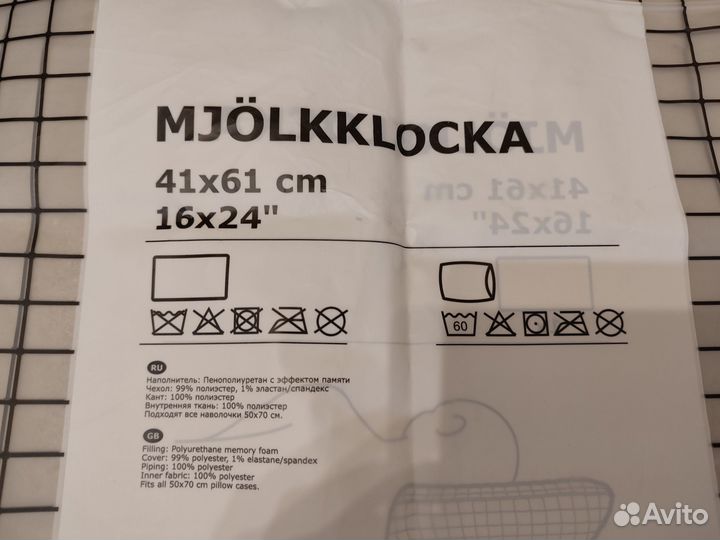 MJÖLKKLOCKA
41x61 cm
16x24"
60
RU
Наполнитель: Пенополиуретан с эффектом памяти
Чехол: 99% полиэстер, 1% эластан/спандекс
Кант: 100% полиэстер
Внутренняя ткань: 100% полиэстер
Подходят все наволочки 50x70 см.
GB
Filling: Polyurethane memory foam
Cover: 99% polyester, 1% elastane/spandex
Piping: 100% polyester
Inner fabric: 100% polyester
Fits all 50x70 cm pillow cases.
Avito